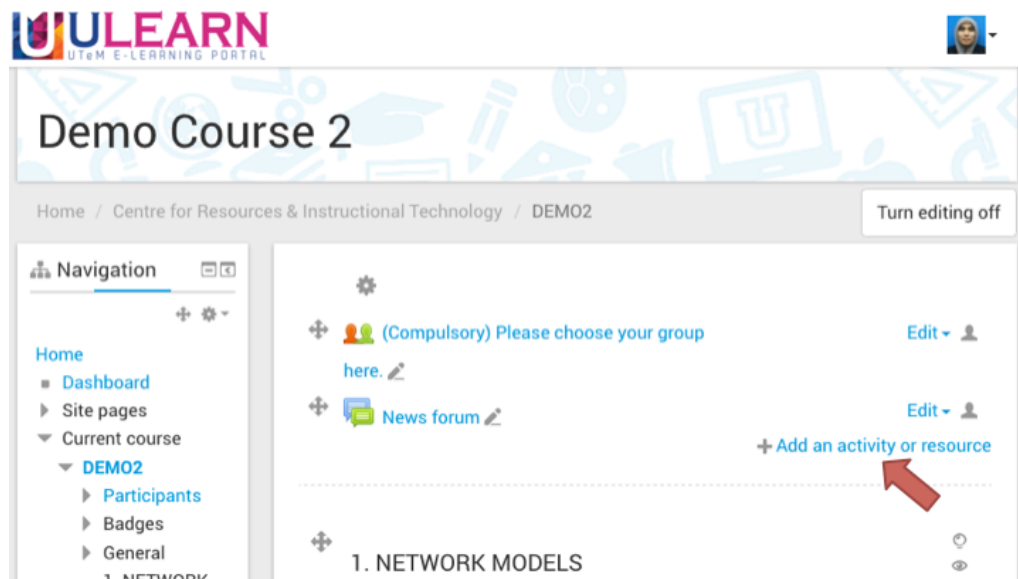 ULEARN
UTeM E-LEARNING PORTAL
Demo Course 2
Home / Centre for Resources & Instructional Technology / DEMO2
Turn editing off
Navigation
Home
Dashboard
Site pages
Current course
DEMO2
Participants
Badges
General
1. NETWORK
(Compulsory) Please choose your group
here.
Edit
News forum
Edit
Add an activity or resource
1. NETWORK MODELS